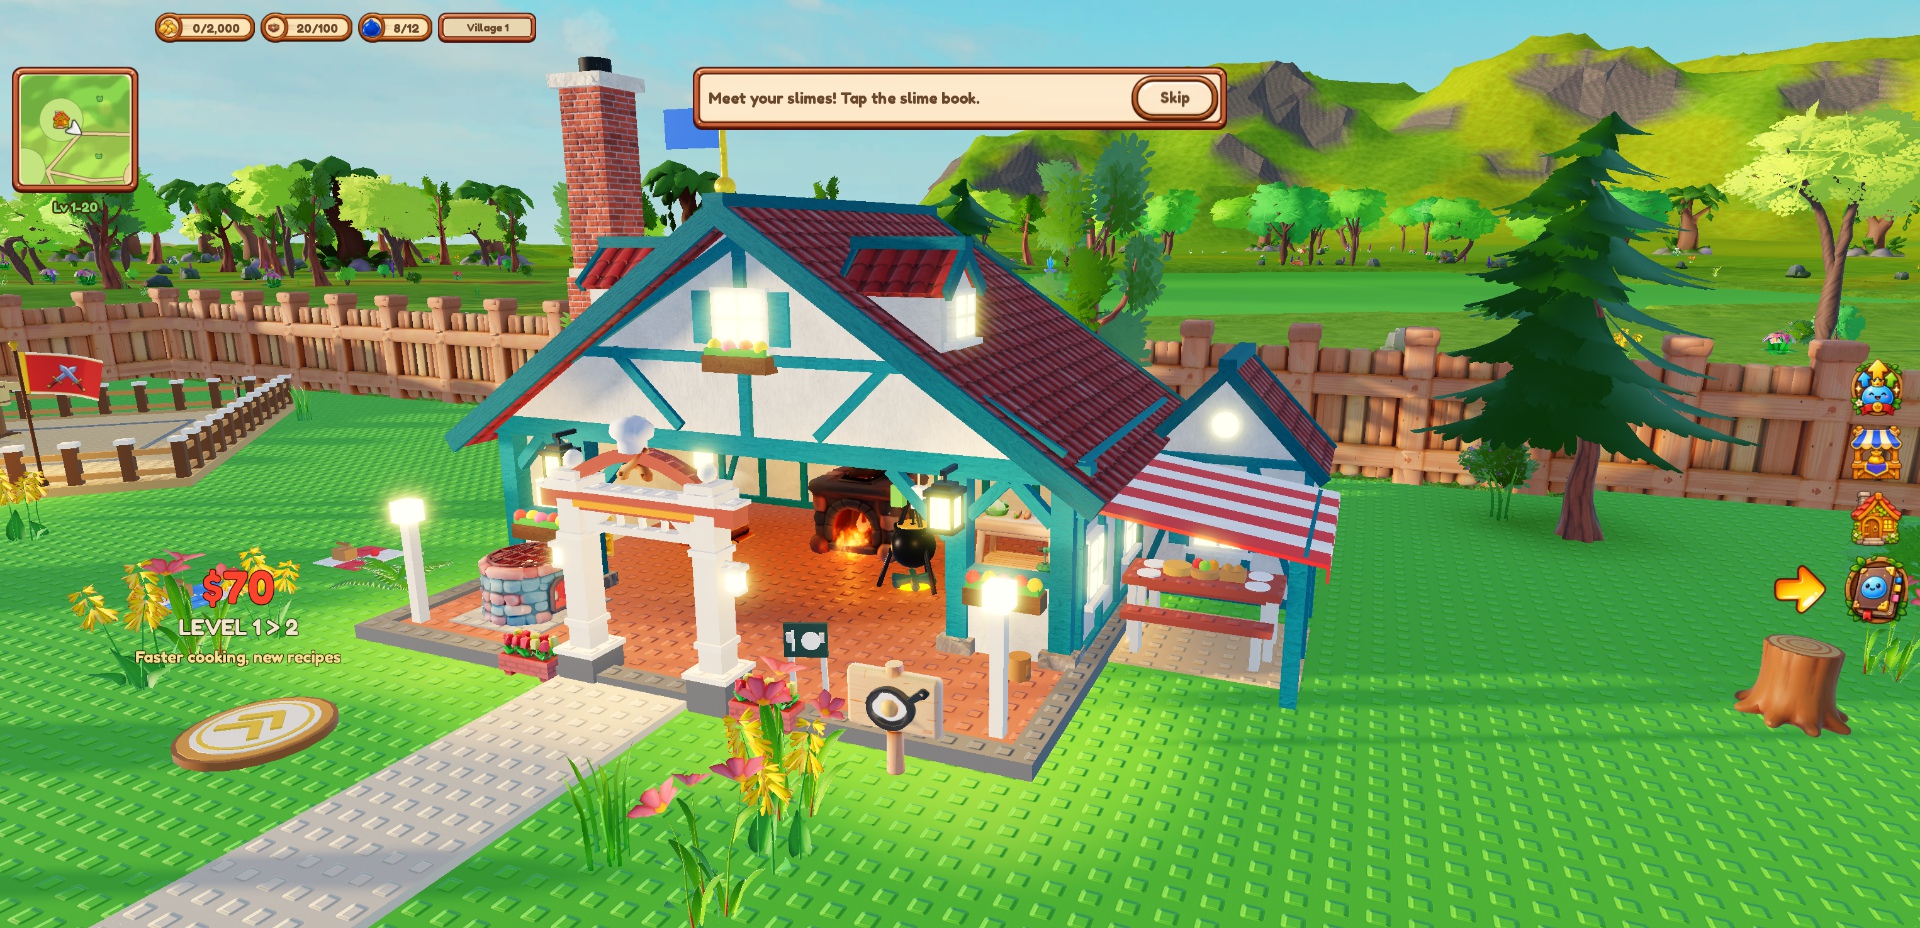 0/2,000
20/100
8/12
Village 1
Meet your slimes! Tap the slime book.
Skip
Lv 1-20
$70
LEVEL 1 > 2
Faster cooking, new recipes